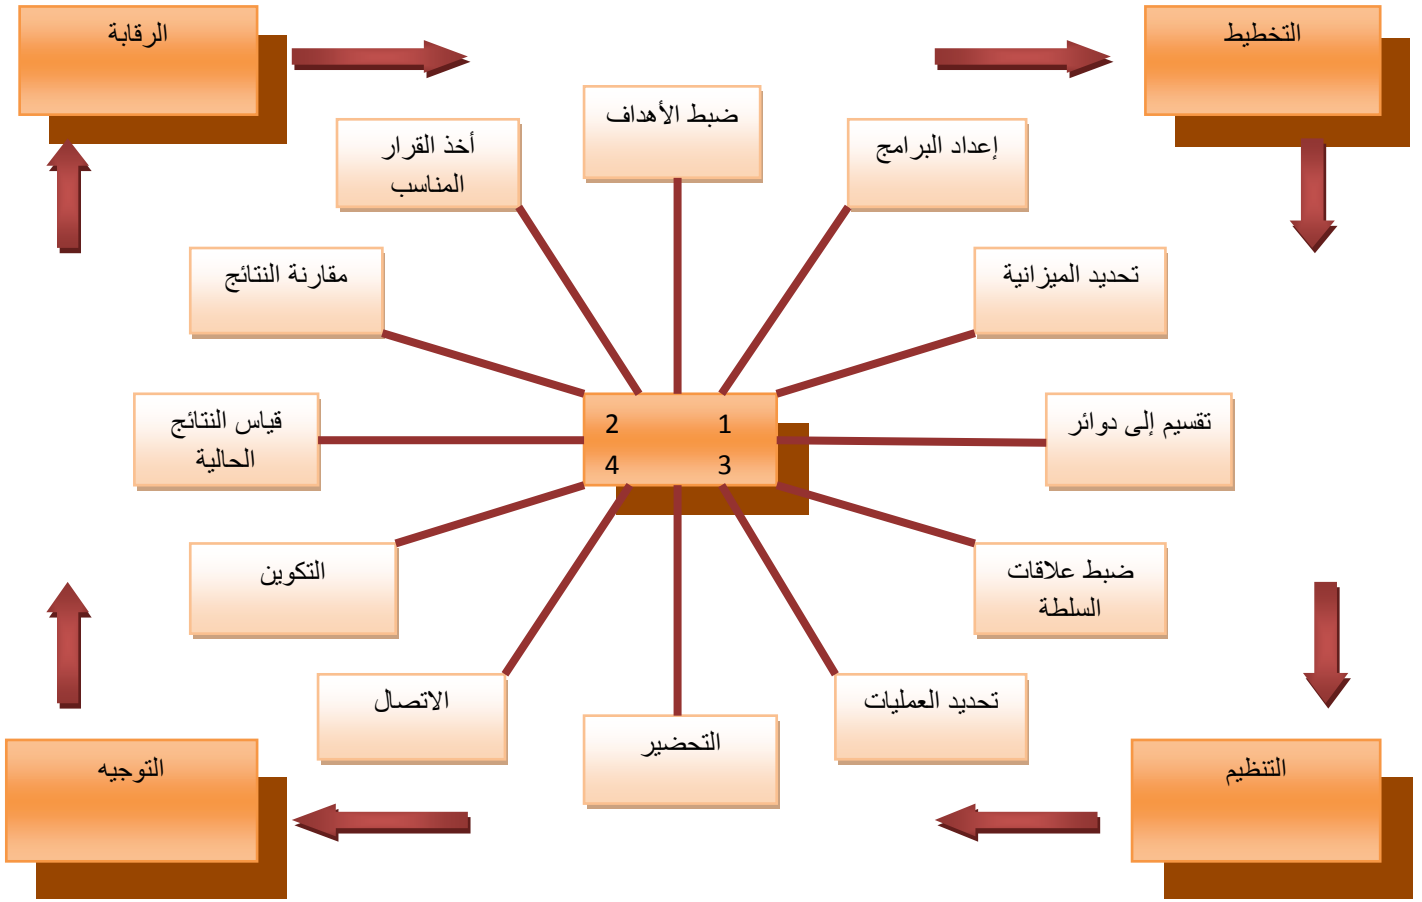 التخطيط
الرقابة
ضبط الأهداف
إعداد البرامج
أخذ القرار
المناسب
تحديد الميزانية
مقارنة النتائج
تقسيم إلى دوائر
2 1
4 3
قياس النتائج
الحالية
ضبط علاقات
السلطة
التكوين
تحديد العمليات
الاتصال
التحضير
التنظيم
التوجيه